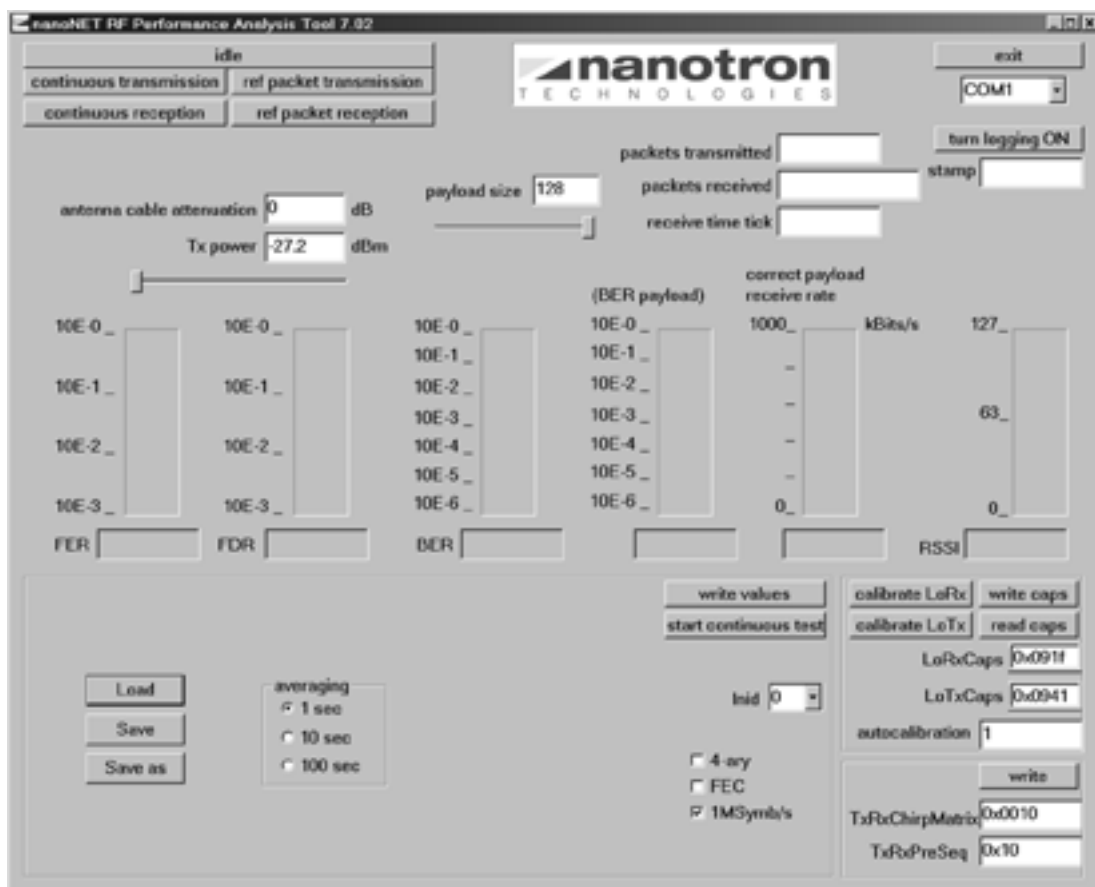 nanoNET RF Performance Analysis Tool 7.02
idle
continuous transmission
ref packet transmission
continuous reception
ref packet reception
nanotron
TECHNOLOGIES
exit
COM1
turn logging ON
stamp
packets transmitted
packets received
receive time tick
payload size 128
antenna cable attenuation 0 dB
Tx power -27.2 dBm
10E-0
10E-1
10E-2
10E-3
FER
10E-0
10E-1
10E-2
10E-3
FDR
10E-0
10E-1
10E-2
10E-3
10E-4
10E-5
10E-6
BER
(BER payload)
10E-0
10E-1
10E-2
10E-3
10E-4
10E-5
10E-6
correct payload
receive rate
1000 kBits/s
0
127
63
0
RSSI
Load
Save
Save as
averaging
1 sec
10 sec
100 sec
write values
start continuous test
lnid 0
4-ary
FEC
1MSymb/s
calibrate LoRx
write caps
calibrate LoTx
read caps
LoRxCaps 0x091f
LoTxCaps 0x0941
autocalibration 1
write
TxRxChirpMatrix 0x0010
TxRxPreSeq 0x10